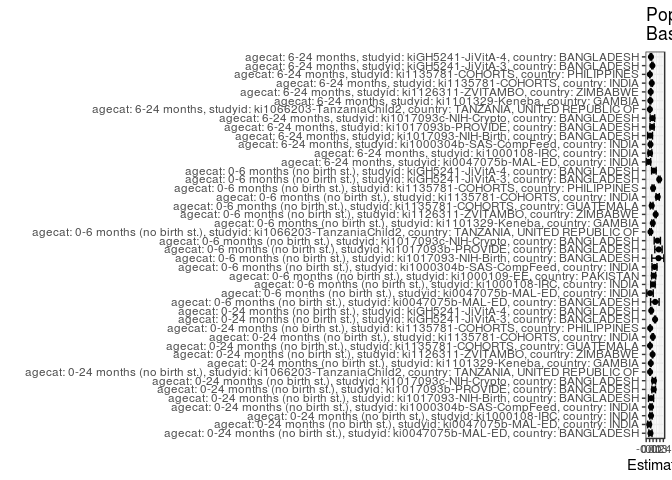 Pop
Bas
agecat: 6-24 months, studyid: kiGH5241-JiVitA-4, country: BANGLADESH
agecat: 6-24 months, studyid: kiGH5241-JiVitA-3, country: BANGLADESH
agecat: 6-24 months, studyid: ki1135781-COHORTS, country: PHILIPPINES
agecat: 6-24 months, studyid: ki1135781-COHORTS, country: INDIA
agecat: 6-24 months, studyid: ki1126311-ZVITAMBO, country: ZIMBABWE
agecat: 6-24 months, studyid: ki1101329-Keneba, country: GAMBIA
agecat: 6-24 months, studyid: ki1066203-TanzaniaChild2, country: TANZANIA, UNITED REPUBLIC OF
agecat: 6-24 months, studyid: ki1017093c-NIH-Crypto, country: BANGLADESH
agecat: 6-24 months, studyid: ki1017093b-PROVIDE, country: BANGLADESH
agecat: 6-24 months, studyid: ki1017093-NIH-Birth, country: BANGLADESH
agecat: 6-24 months, studyid: ki1000304b-SAS-CompFeed, country: INDIA
agecat: 6-24 months, studyid: ki1000108-IRC, country: INDIA
agecat: 6-24 months, studyid: ki0047075b-MAL-ED, country: BANGLADESH
agecat: 0-6 months (no birth st.), studyid: kiGH5241-JiVitA-4, country: BANGLADESH
agecat: 0-6 months (no birth st.), studyid: kiGH5241-JiVitA-3, country: BANGLADESH
agecat: 0-6 months (no birth st.), studyid: ki1135781-COHORTS, country: PHILIPPINES
agecat: 0-6 months (no birth st.), studyid: ki1135781-COHORTS, country: INDIA
agecat: 0-6 months (no birth st.), studyid: ki1135781-COHORTS, country: GUATEMALA
agecat: 0-6 months (no birth st.), studyid: ki1126311-ZVITAMBO, country: ZIMBABWE
agecat: 0-6 months (no birth st.), studyid: ki1101329-Keneba, country: GAMBIA
agecat: 0-6 months (no birth st.), studyid: ki1066203-TanzaniaChild2, country: TANZANIA, UNITED REPUBLIC OF
agecat: 0-6 months (no birth st.), studyid: ki1017093c-NIH-Crypto, country: BANGLADESH
agecat: 0-6 months (no birth st.), studyid: ki1017093b-PROVIDE, country: BANGLADESH
agecat: 0-6 months (no birth st.), studyid: ki1017093-NIH-Birth, country: BANGLADESH
agecat: 0-6 months (no birth st.), studyid: ki1000304b-SAS-CompFeed, country: INDIA
agecat: 0-6 months (no birth st.), studyid: ki1000109-EE, country: PAKISTAN
agecat: 0-6 months (no birth st.), studyid: ki1000108-IRC, country: INDIA
agecat: 0-6 months (no birth st.), studyid: ki0047075b-MAL-ED, country: INDIA
agecat: 0-6 months (no birth st.), studyid: ki0047075b-MAL-ED, country: BANGLADESH
agecat: 0-24 months (no birth st.), studyid: kiGH5241-JiVitA-4, country: BANGLADESH
agecat: 0-24 months (no birth st.), studyid: kiGH5241-JiVitA-3, country: BANGLADESH
agecat: 0-24 months (no birth st.), studyid: ki1135781-COHORTS, country: PHILIPPINES
agecat: 0-24 months (no birth st.), studyid: ki1135781-COHORTS, country: INDIA
agecat: 0-24 months (no birth st.), studyid: ki1135781-COHORTS, country: GUATEMALA
agecat: 0-24 months (no birth st.), studyid: ki1126311-ZVITAMBO, country: ZIMBABWE
agecat: 0-24 months (no birth st.), studyid: ki1101329-Keneba, country: GAMBIA
agecat: 0-24 months (no birth st.), studyid: ki1066203-TanzaniaChild2, country: TANZANIA, UNITED REPUBLIC OF
agecat: 0-24 months (no birth st.), studyid: ki1017093c-NIH-Crypto, country: BANGLADESH
agecat: 0-24 months (no birth st.), studyid: ki1017093b-PROVIDE, country: BANGLADESH
agecat: 0-24 months (no birth st.), studyid: ki1017093-NIH-Birth, country: BANGLADESH
agecat: 0-24 months (no birth st.), studyid: ki1000304b-SAS-CompFeed, country: INDIA
agecat: 0-24 months (no birth st.), studyid: ki1000108-IRC, country: INDIA
agecat: 0-24 months (no birth st.), studyid: ki0047075b-MAL-ED, country: INDIA
agecat: 0-24 months (no birth st.), studyid: ki0047075b-MAL-ED, country: BANGLADESH
Estima